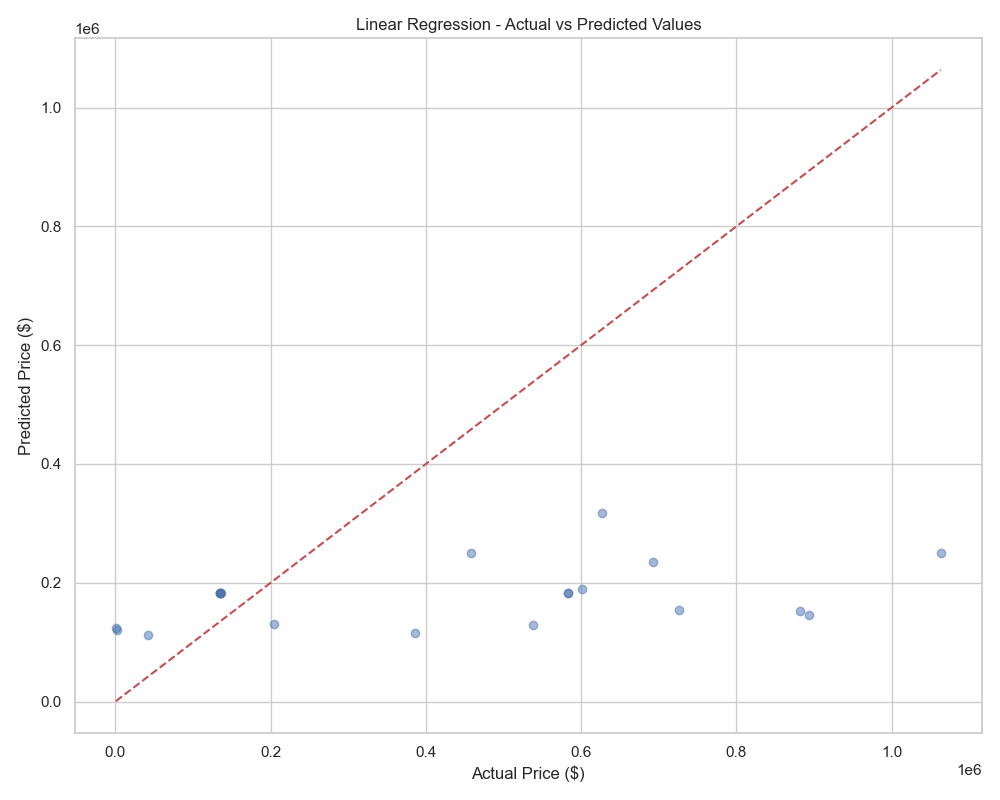 Linear Regression - Actual vs Predicted Values
1e6
1.0
0.8
0.6
0.4
0.2
0.0
Predicted Price ($)
0.0 0.2 0.4 0.6 0.8 1.0
1e6
Actual Price ($)